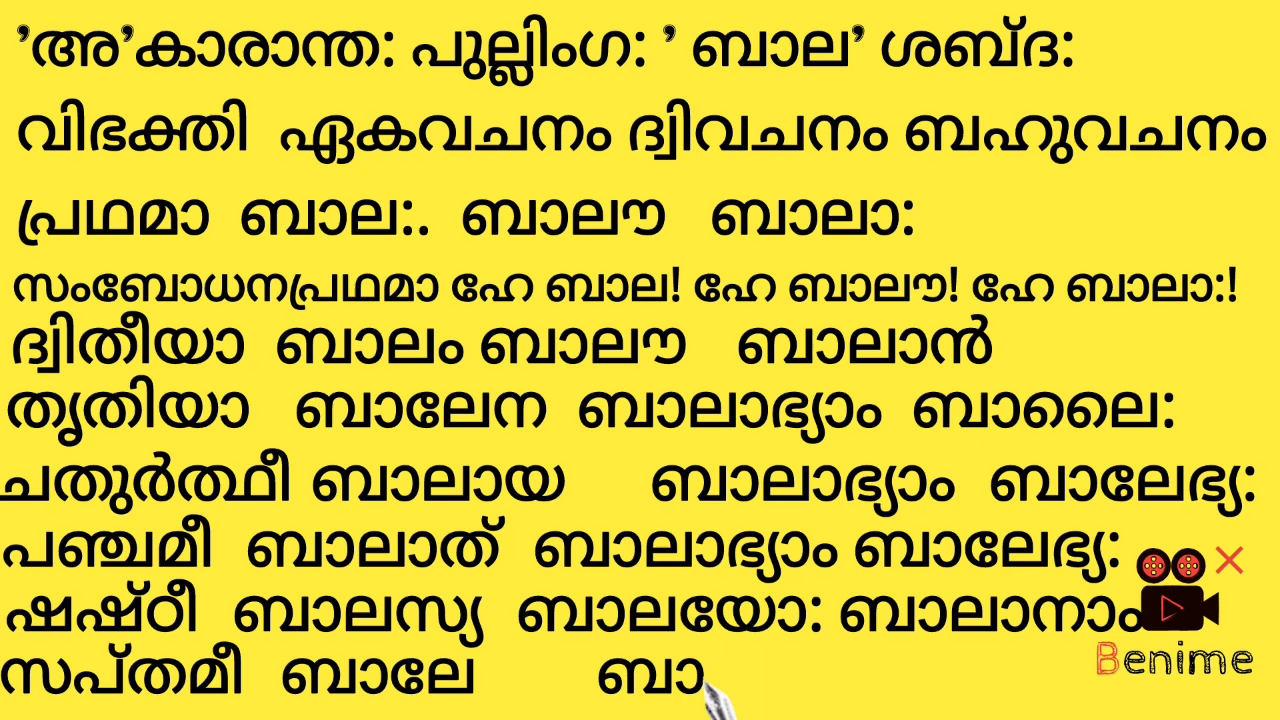 ’അ’കാരാന്ത: പുല്ലിംഗ: ’ ബാല’ ശബ്ദ:
വിഭക്തി ഏകവചനം ദ്വിവചനം ബഹുവചനം
പ്രഥമാ ബാല:. ബാലൗ ബാലാ:
സംബോധനപ്രഥമാ ഹേ ബാല! ഹേ ബാലൗ! ഹേ ബാലാ:!
ദ്വിതീയാ ബാലം ബാലൗ ബാലാൻ
തൃതിയാ ബാലേന ബാലാഭ്യാം ബാലൈ:
ചതുർത്ഥീ ബാലായ ബാലാഭ്യാം ബാലേഭ്യ:
പഞ്ചമീ ബാലാത് ബാലാഭ്യാം ബാലേഭ്യ:
ഷഷ്ഠീ ബാലസ്യ ബാലയോ: ബാലാനാം
സപ്തമീ ബാലേ ബാ
Benime